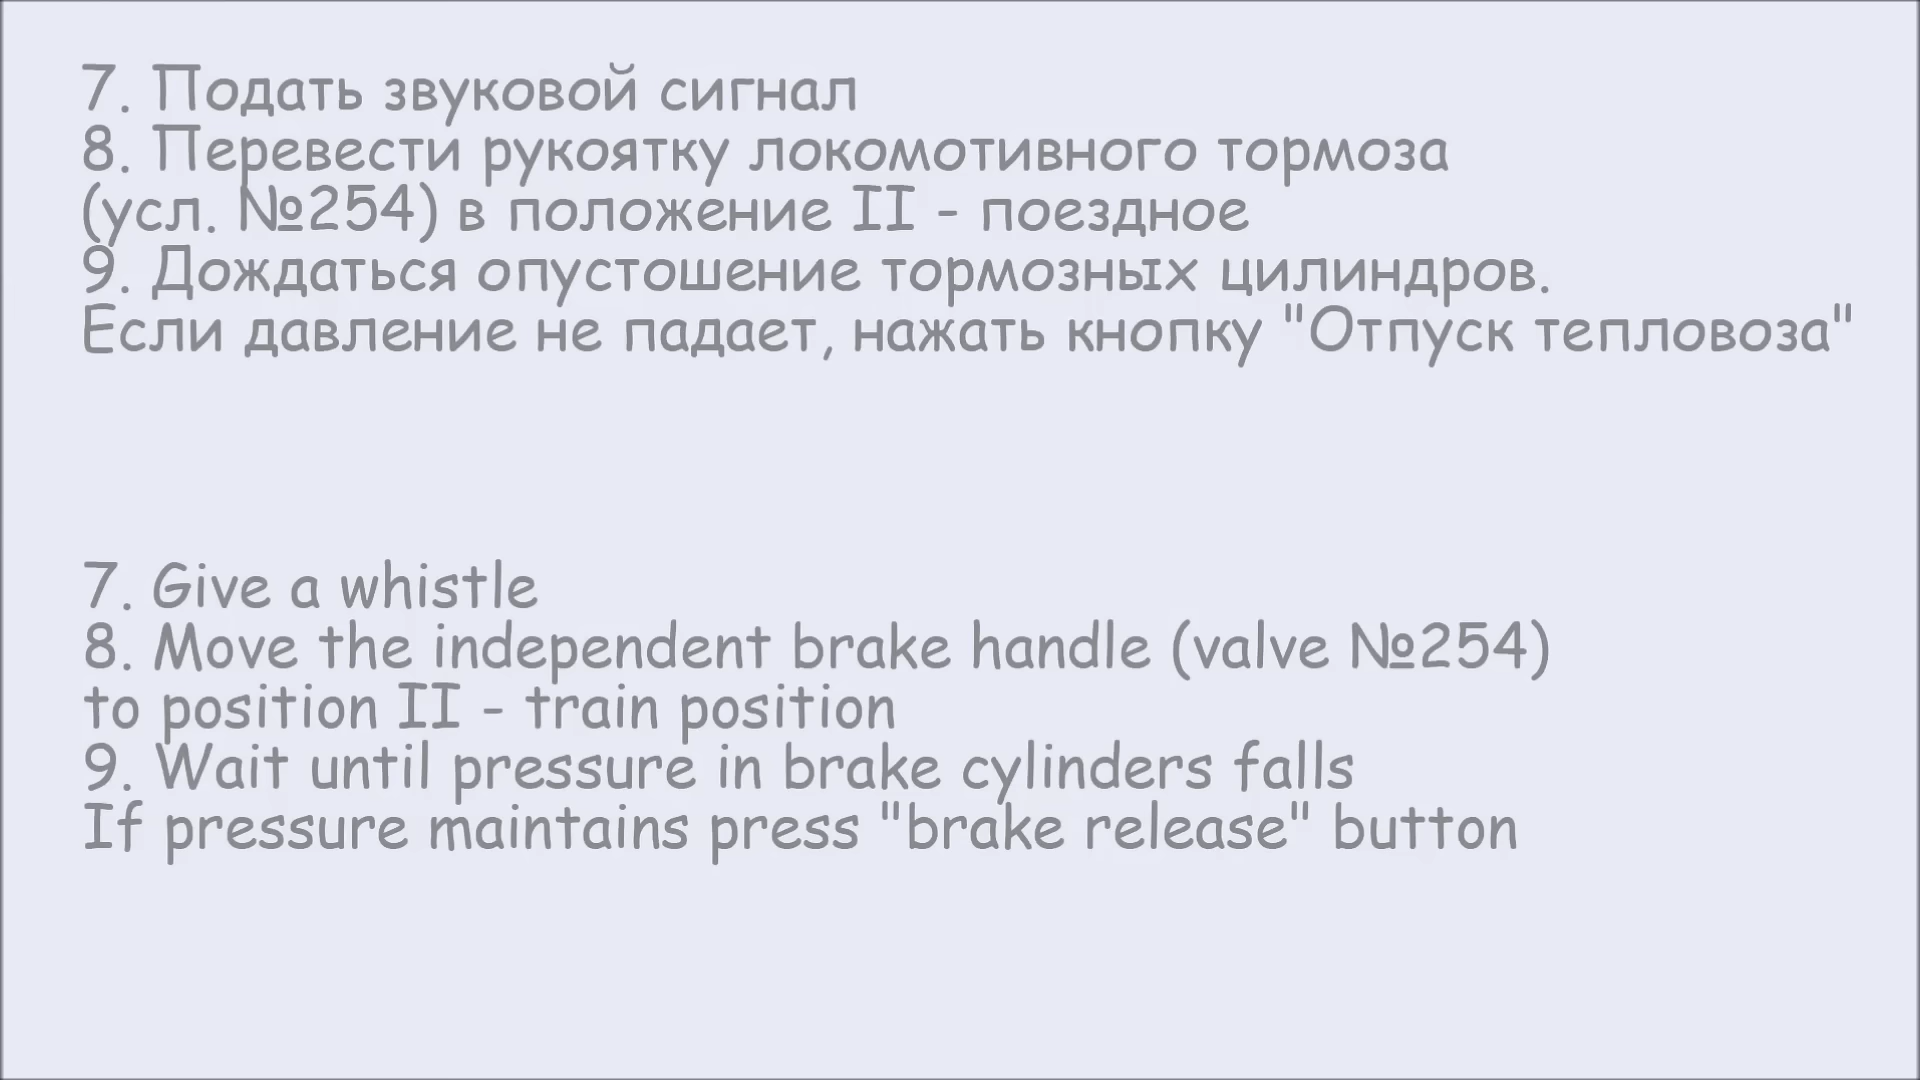 7. Подать звуковой сигнал
8. Перевести рукоятку локомотивного тормоза
(усл. №254) в положение II - поездное
9. Дождаться опустошение тормозных цилиндров.
Если давление не падает, нажать кнопку "Отпуск тепловоза"
7. Give a whistle
8. Move the independent brake handle (valve №254)
to position II - train position
9. Wait until pressure in brake cylinders falls
If pressure maintains press "brake release" button